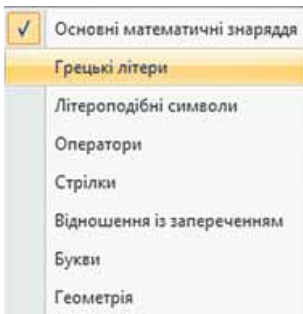 Основні математичні знаряддя
Грецькі літери
Літероподібні символи
Оператори
Стрілки
Відношення із запереченням
Букви
Геометрія